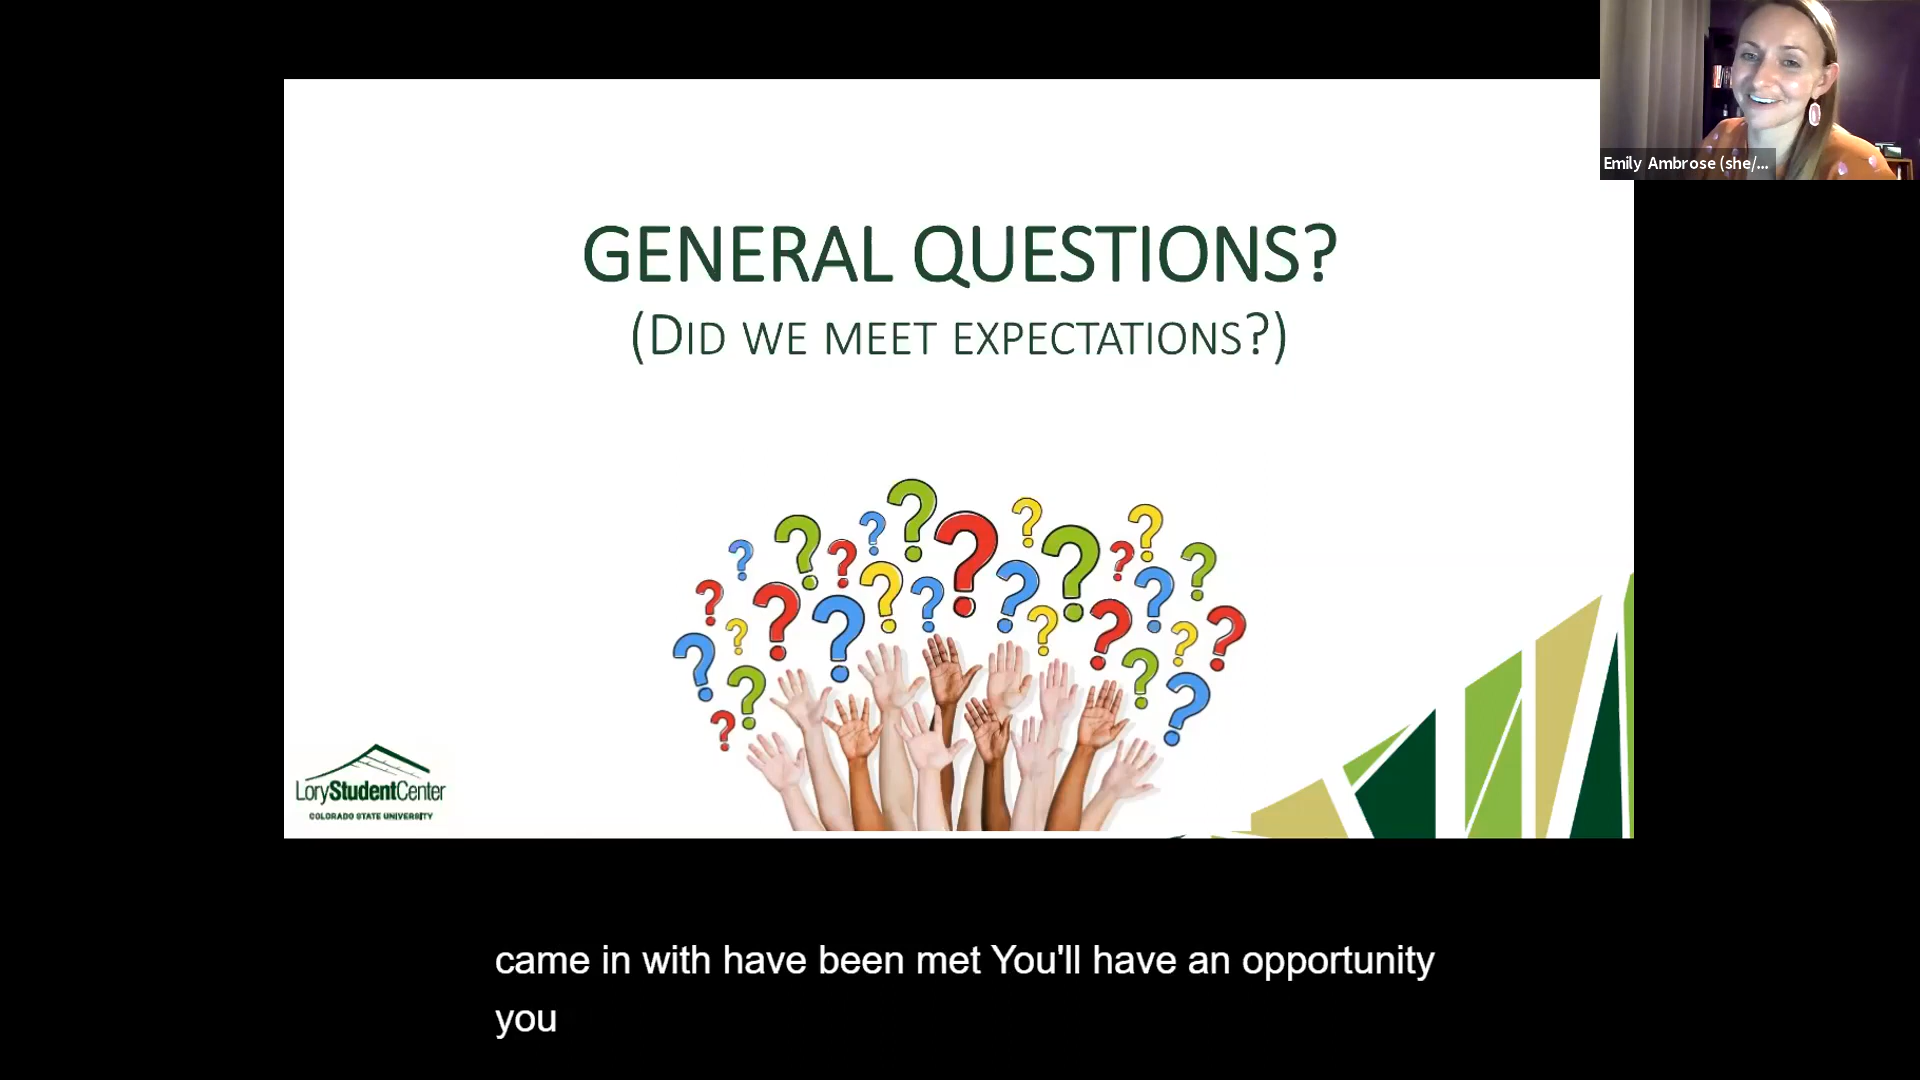 Emily Ambrose (she/...
GENERAL QUESTIONS?
(DID WE MEET EXPECTATIONS?)
LoryStudentCenter
COLORADO STATE UNIVERSITY
came in with have been met You'll have an opportunity
you